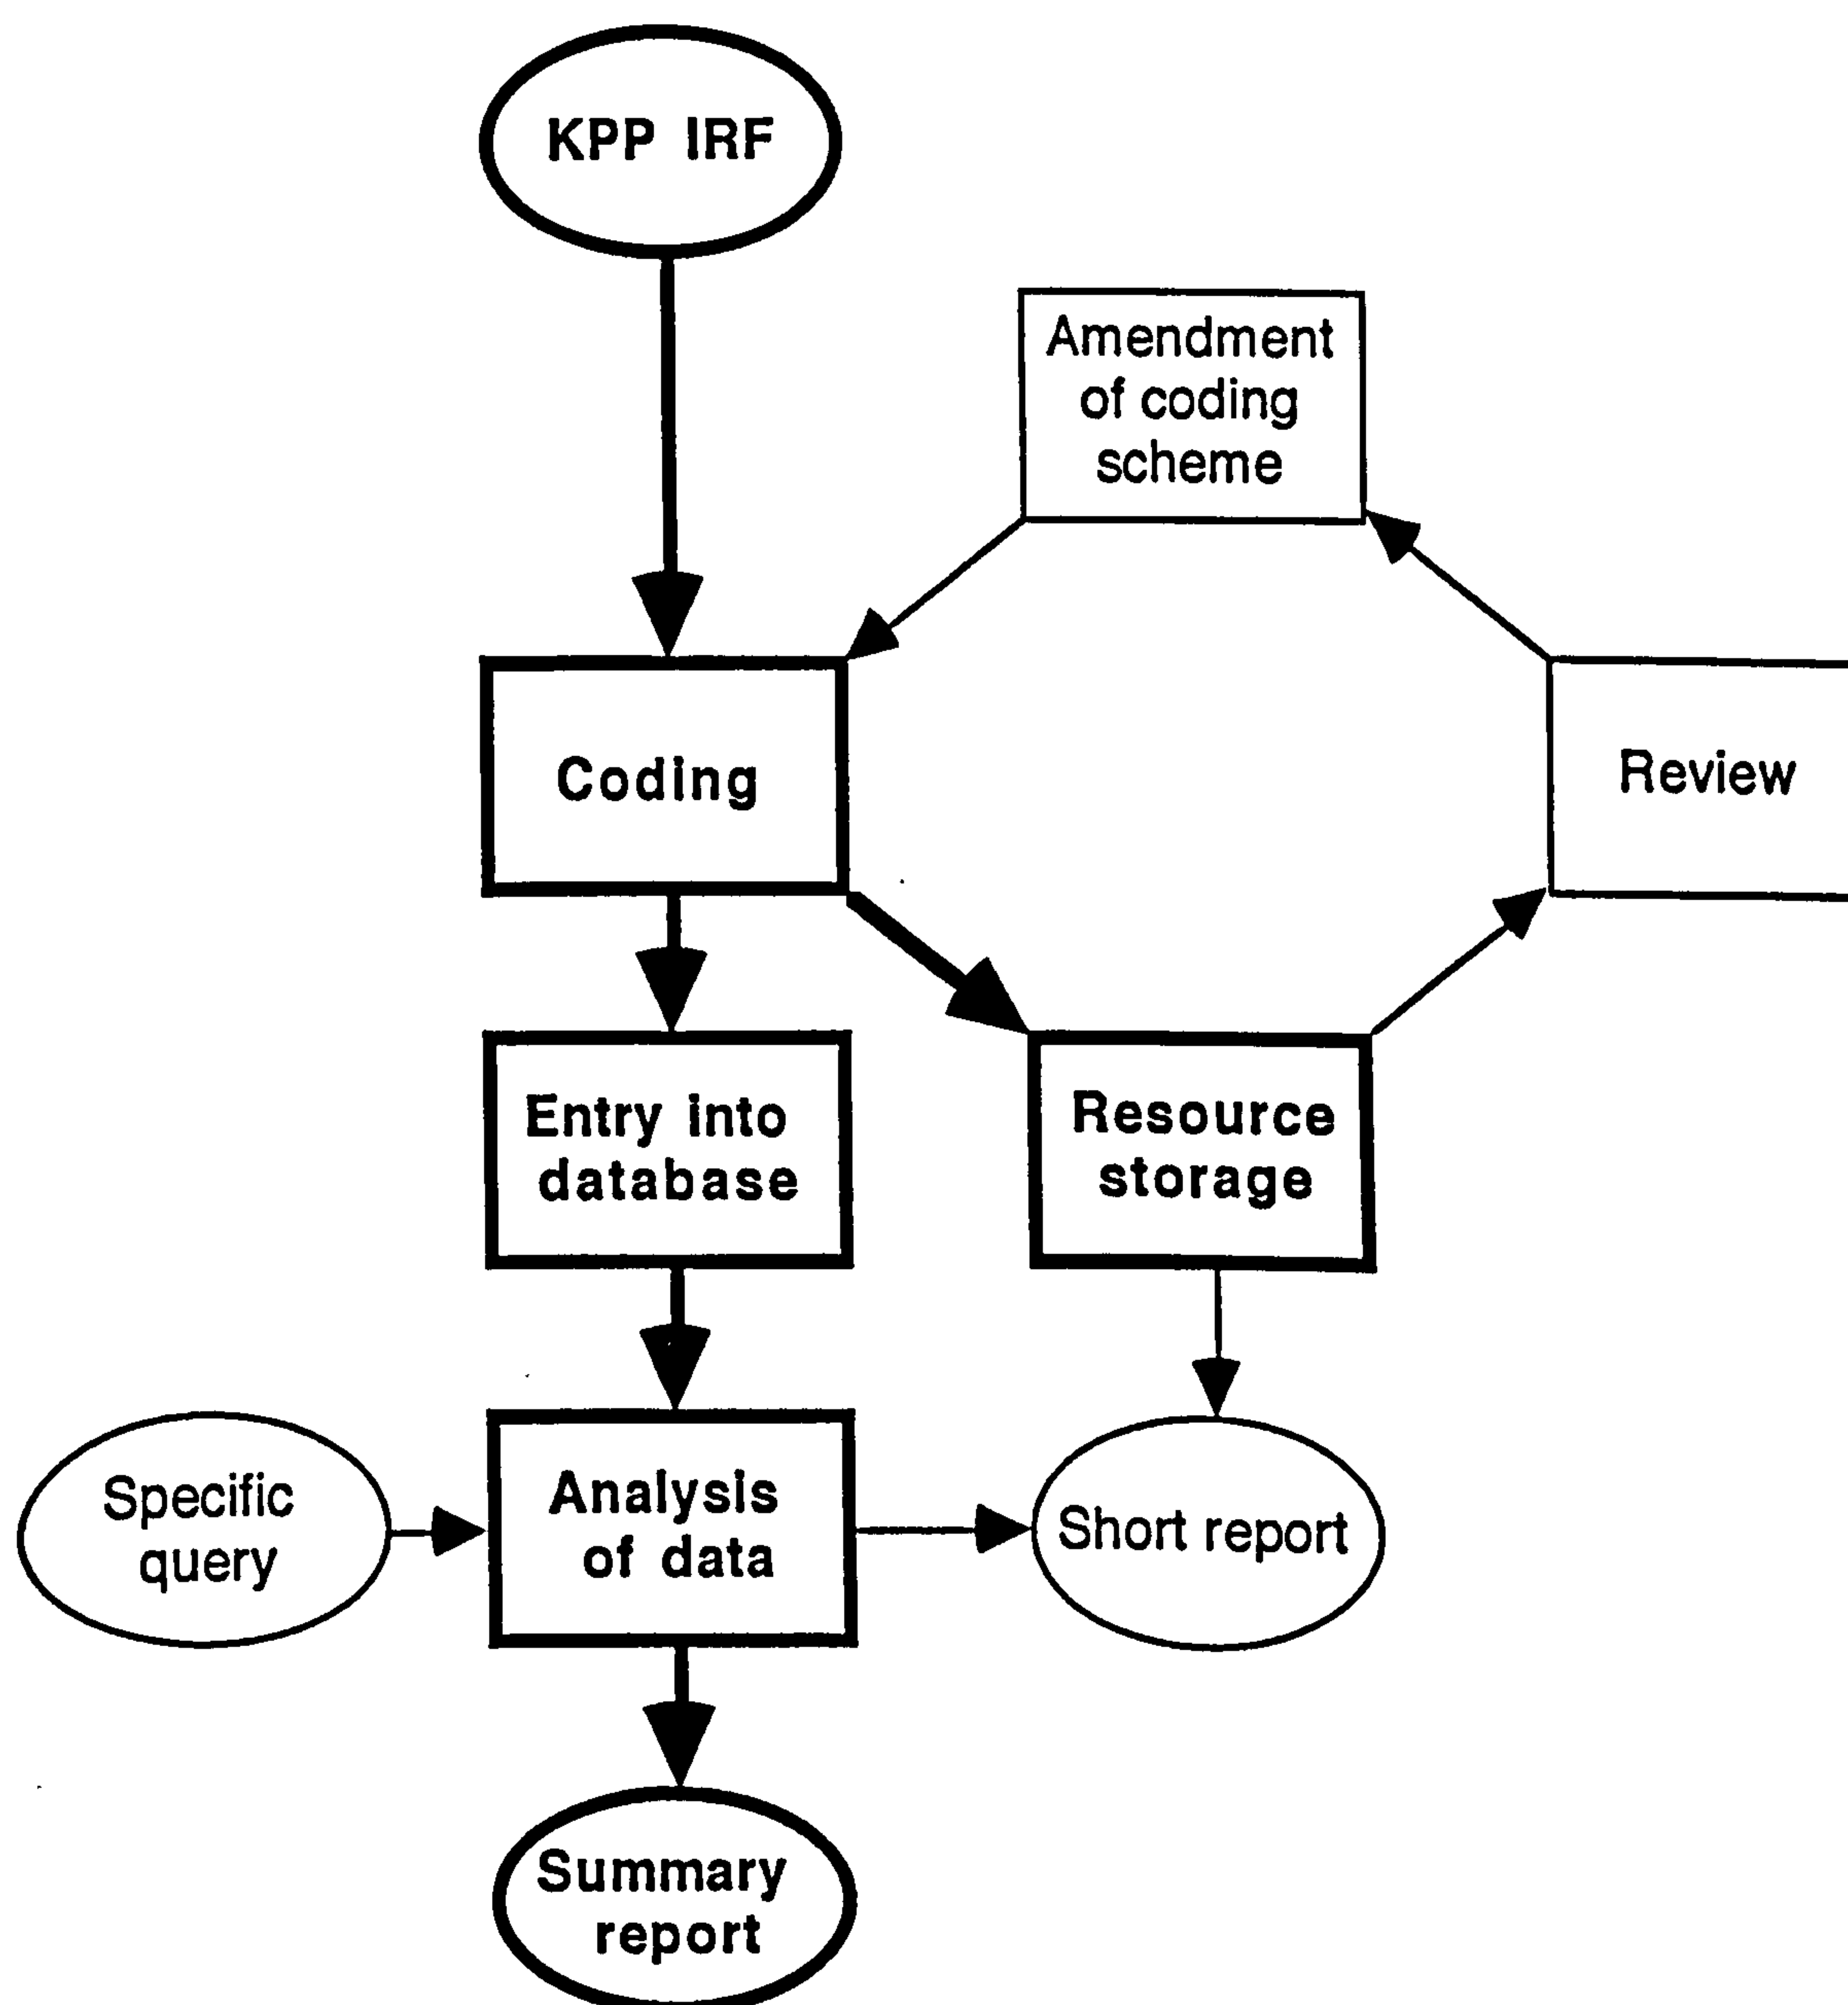 KPP IRF
Amendment
of coding
scheme
Coding
Review
Entry into
database
Resource
storage
Specific
query
Analysis
of data
Short report
Summary
report